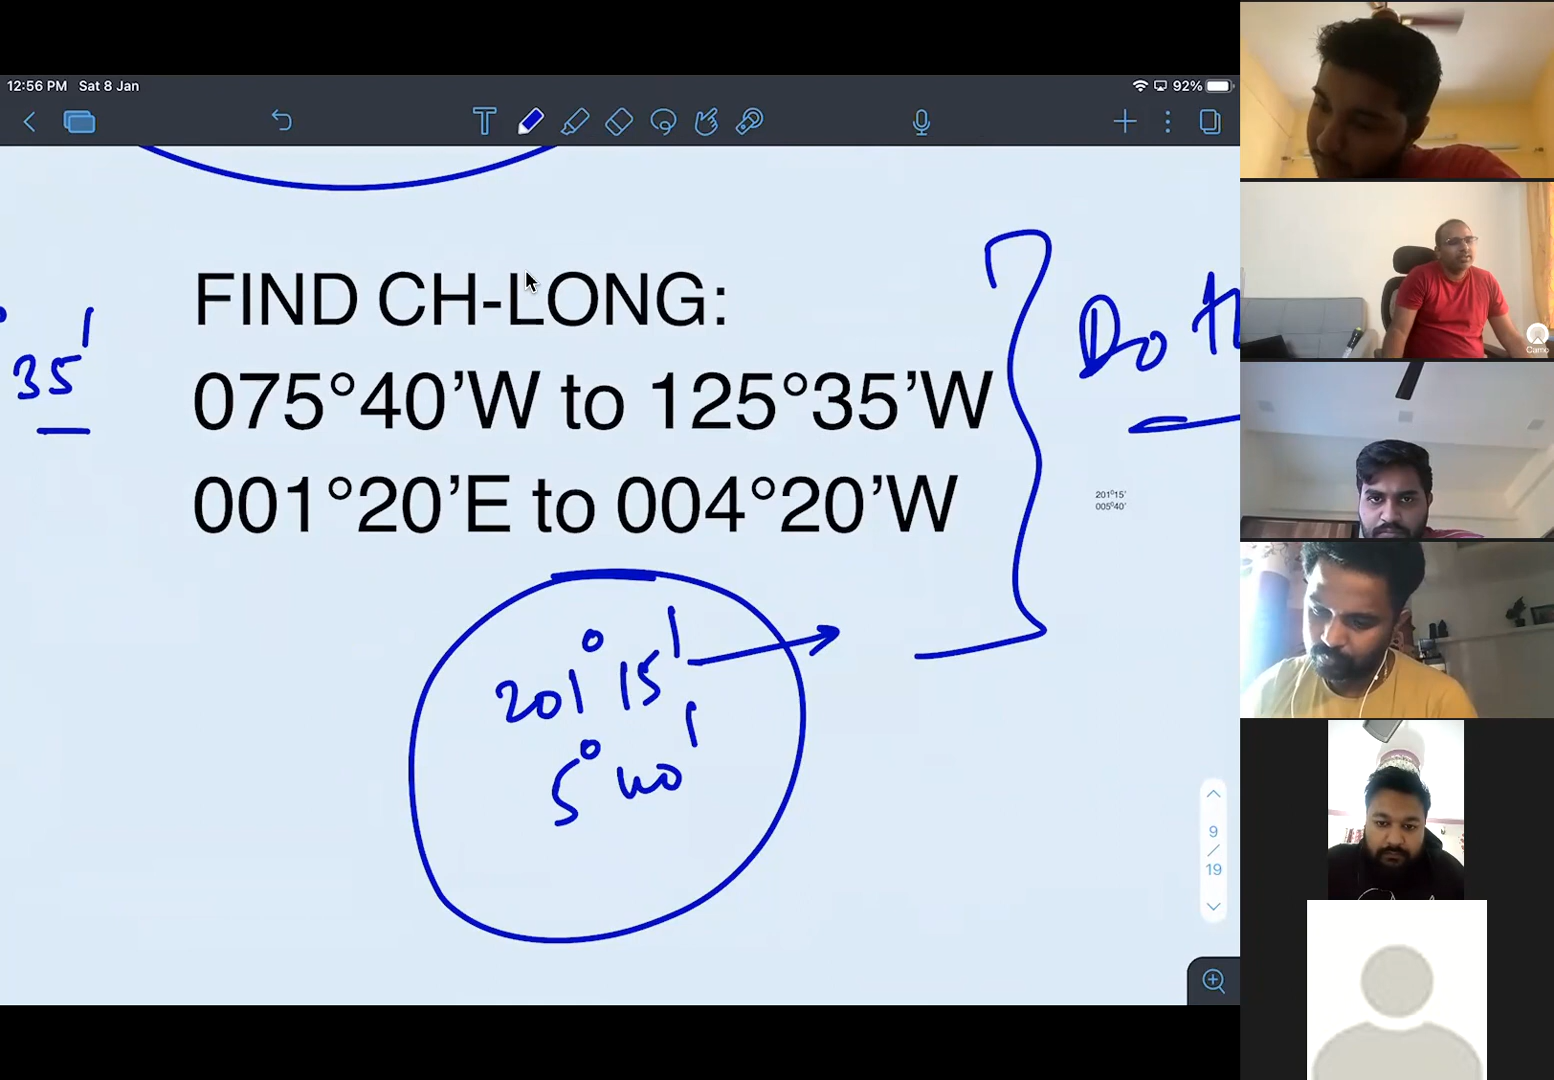 12:56 PM Sat 8 Jan
92%
T
FIND CH-LONG:
35'
Do
075°40’W to 125°35’W
001°20’E to 004°20’W
201°15'
005°40'
201° 15'
5° 40'
9
/
19
Camo